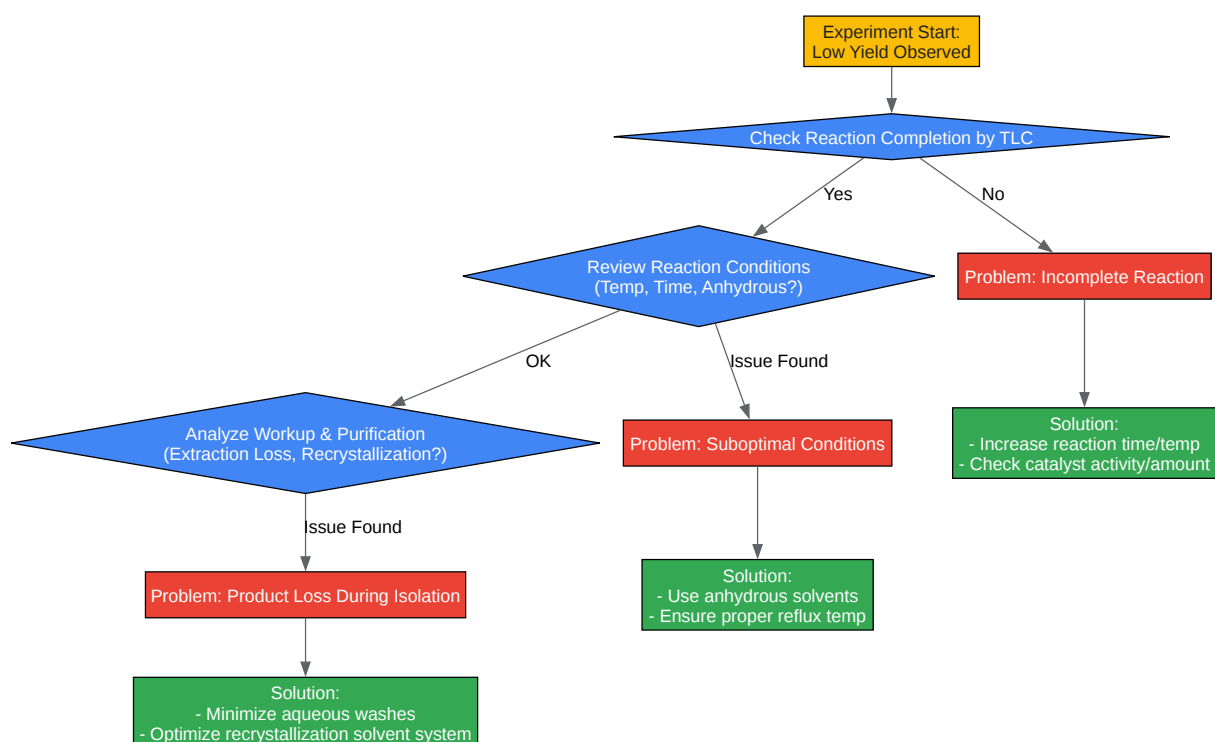 Experiment Start:
Low Yield Observed
Check Reaction Completion by TLC
Yes
No
Review Reaction Conditions
(Temp, Time, Anhydrous?)
Problem: Incomplete Reaction
OK
Issue Found
Analyze Workup & Purification
(Extraction Loss, Recrystallization?)
Problem: Suboptimal Conditions
Solution:
- Increase reaction time/temp
- Check catalyst activity/amount
Issue Found
Problem: Product Loss During Isolation
Solution:
- Use anhydrous solvents
- Ensure proper reflux temp
Solution:
- Minimize aqueous washes
- Optimize recrystallization solvent system